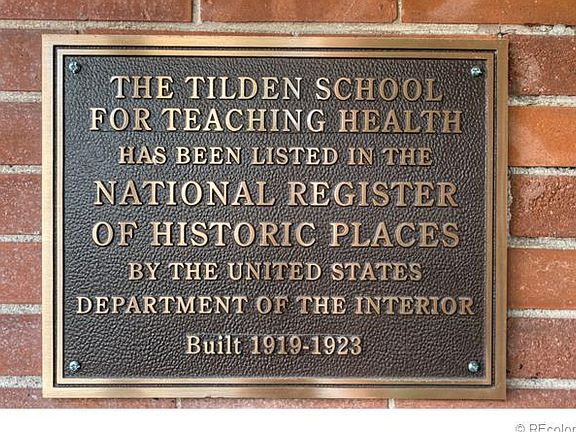 THE TILDEN SCHOOL
FOR TEACHING HEALTH
HAS BEEN LISTED IN THE
NATIONAL REGISTER
OF HISTORIC PLACES
BY THE UNITED STATES
DEPARTMENT OF THE INTERIOR
Built 1919-1923
© REcolor